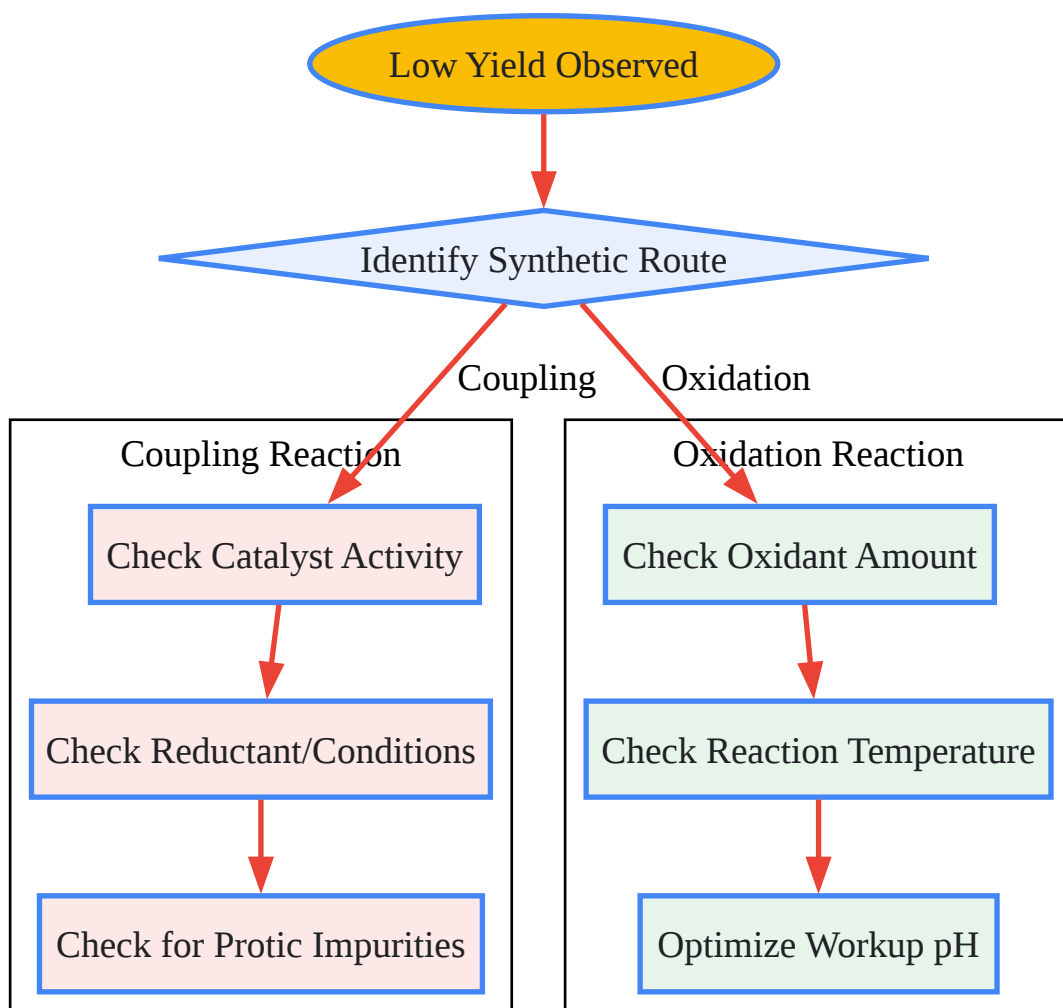 Low Yield Observed
Identify Synthetic Route
Coupling
Oxidation
Coupling Reaction
Check Catalyst Activity
Check Reductant/Conditions
Check for Protic Impurities
Oxidation Reaction
Check Oxidant Amount
Check Reaction Temperature
Optimize Workup pH